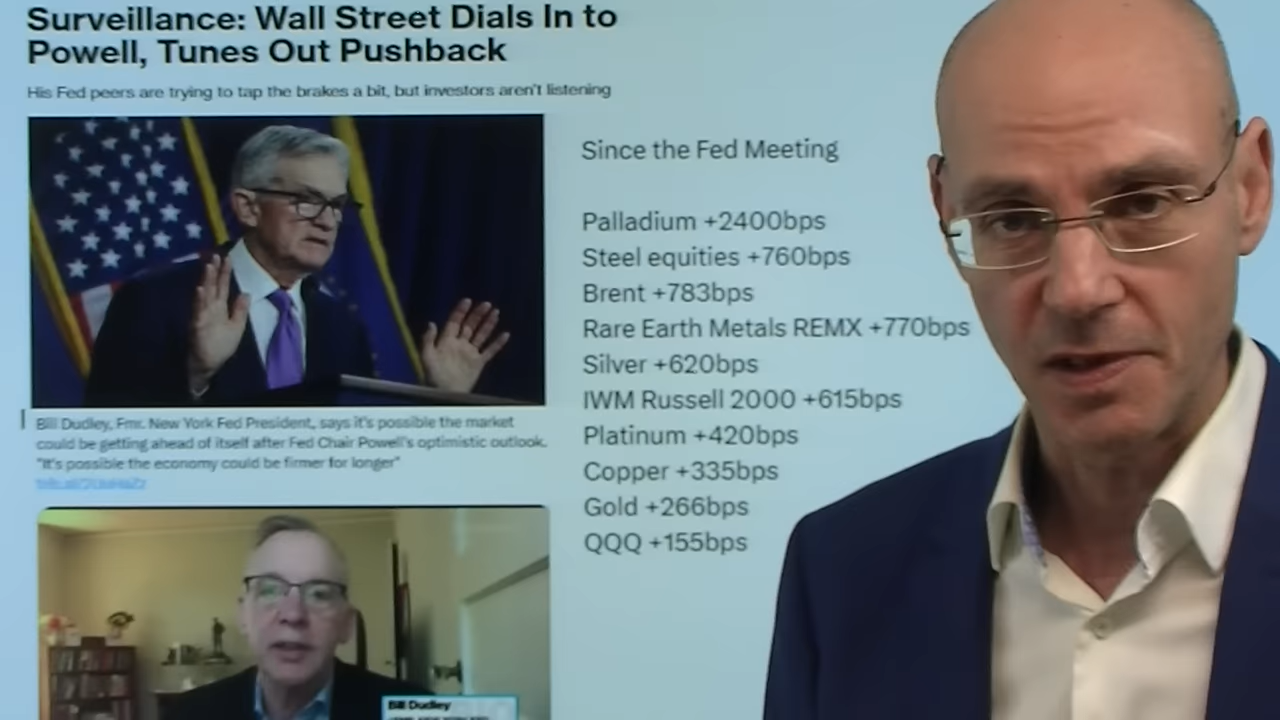 Surveillance: Wall Street Dials In to
Powell, Tunes Out Pushback
His Fed peers are trying to tap the brakes a bit, but investors aren't listening
Bill Dudley, Fmr. New York Fed President, says it's possible the market
could be getting ahead of itself after Fed Chair Powell's optimistic outlook.
"It's possible the economy could be firmer for longer"
Bill Dudley
Since the Fed Meeting
Palladium +2400bps
Steel equities +760bps
Brent +783bps
Rare Earth Metals REMX +770bps
Silver +620bps
IWM Russell 2000 +615bps
Platinum +420bps
Copper +335bps
Gold +266bps
QQQ +155bps